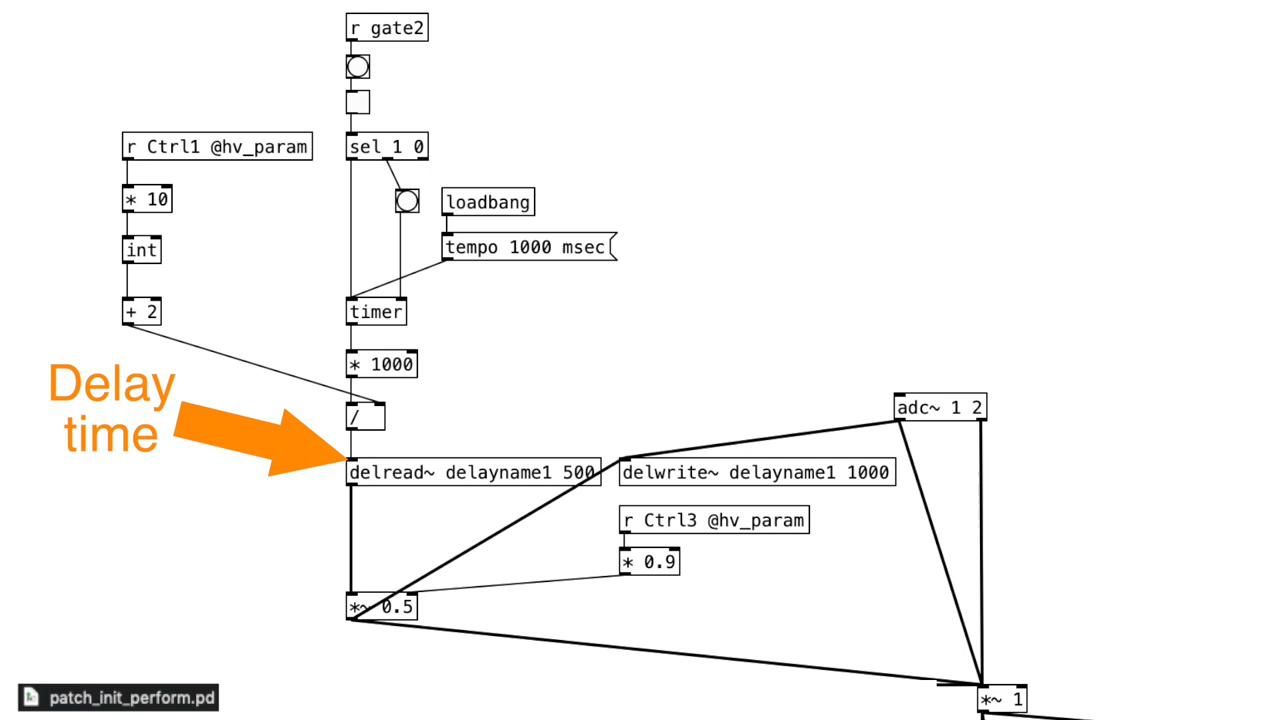 r gate2
r Ctrl1 @hv_param
sel 1 0
* 10
loadbang
int
tempo 1000 msec
+ 2
timer
* 1000
Delay
time
/
adc~ 1 2
delread~ delayname1 500
delwrite~ delayname1 1000
r Ctrl3 @hv_param
* 0.9
*~ 0.5
patch_init_perform.pd
*~ 1